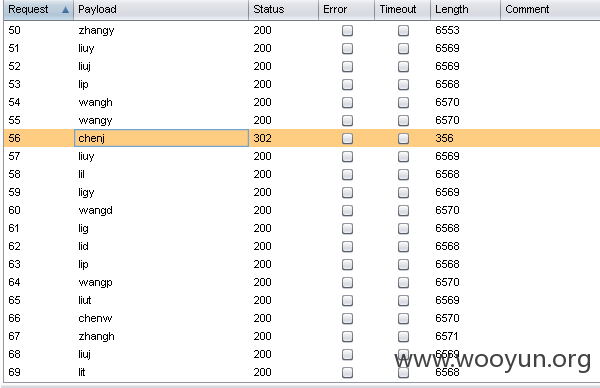 Request Payload Status Error Timeout Length Comment
50 zhangy 200 6553
51 liuy 200 6569
52 liuj 200 6569
53 lip 200 6568
54 wangh 200 6570
55 wangy 200 6570
56 chenj 302 356
57 liuy 200 6569
58 lil 200 6568
59 ligy 200 6569
60 wangd 200 6570
61 lig 200 6568
62 lid 200 6568
63 lip 200 6568
64 wangp 200 6570
65 liut 200 6569
66 chenw 200 6570
67 zhangh 200 6571
68 liuj 200 6569
69 lit 200 6568
www.wooyun.org